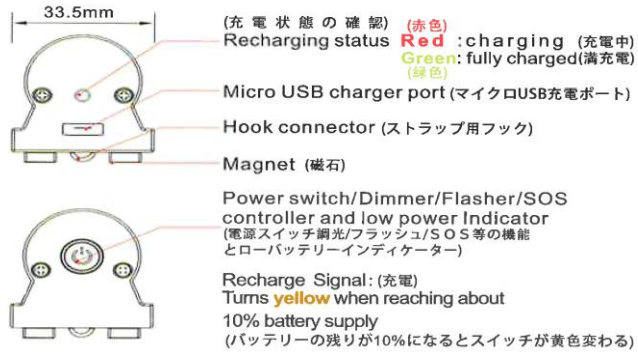 33.5mm
(充電状態の確認) (赤色)
Recharging status Red :charging (充電中)
Green: fully charged(満充電)
(緑色)
Micro USB charger port (マイクロUSB充電ポート)
Hook connector (ストラップ用フック)
Magnet (磁石)
Power switch/Dimmer/Flasher/SOS
controller and low power Indicator
(電源スイッチ調光/フラッシュ/SOS等の機能
とローバッテリーインディケーター)
Recharge Signal: (充電)
Turns yellow when reaching about
10% battery supply
(バッテリーの残りが10%になるとスイッチが黄色変わる)